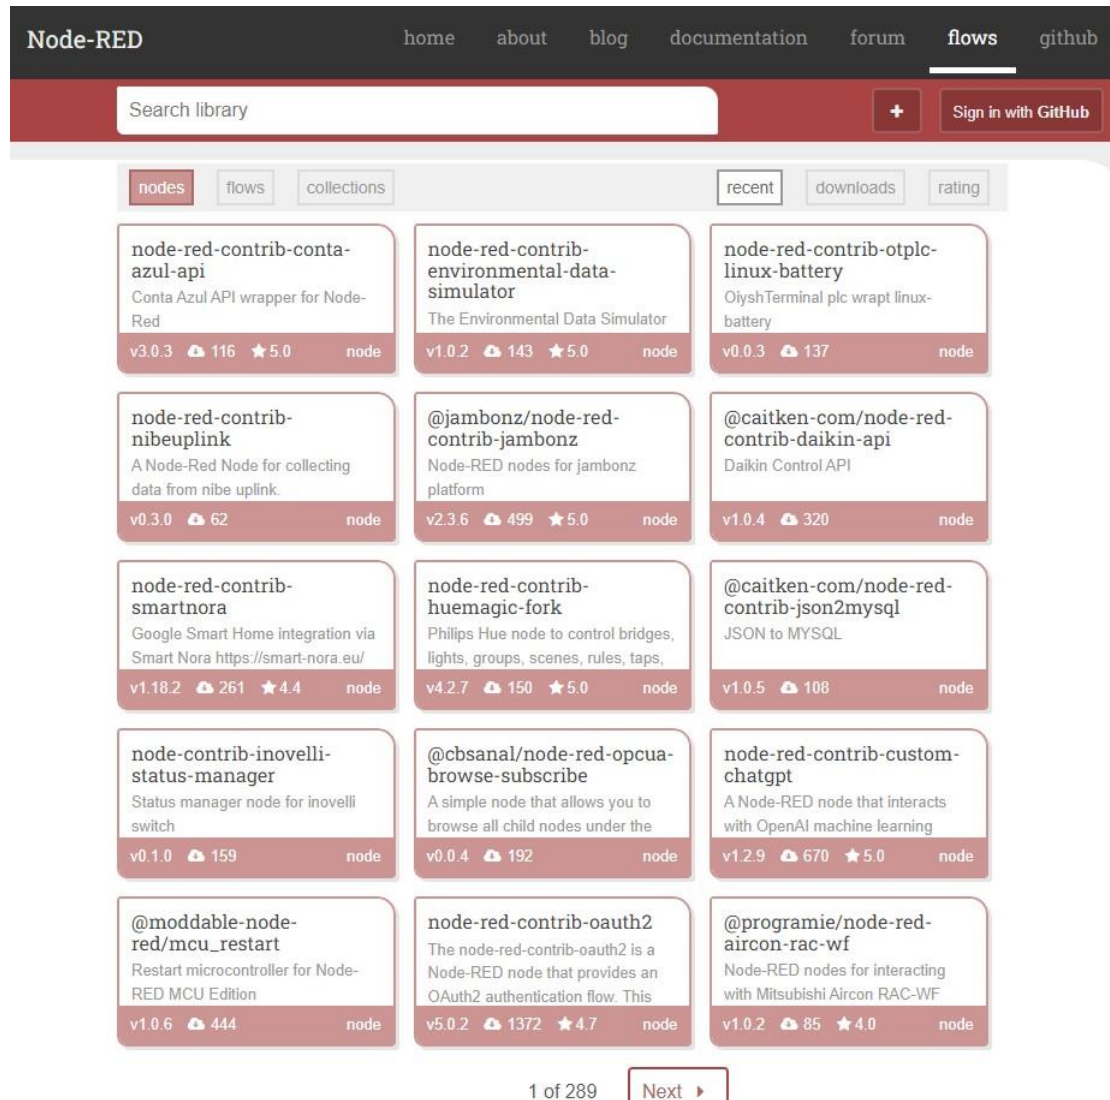 Node-RED home about blog documentation forum flows github
Search library + Sign in with GitHub
nodes flows collections recent downloads rating
node-red-contrib-conta-
azul-api
Conta Azul API wrapper for Node-
Red
v3.0.3 116 ★5.0 node
node-red-contrib-
environmental-data-
simulator
The Environmental Data Simulator
v1.0.2 143 ★5.0 node
node-red-contrib-otplc-
linux-battery
OiyshTerminal plc wrapt linux-
battery
v0.0.3 137 node
node-red-contrib-
nibeuplink
A Node-Red Node for collecting
data from nibe uplink.
v0.3.0 62 node
@jambonz/node-red-
contrib-jambonz
Node-RED nodes for jambonz
platform
v2.3.6 499 ★5.0 node
@caitken-com/node-red-
contrib-daikin-api
Daikin Control API
v1.0.4 320 node
node-red-contrib-
smartnora
Google Smart Home integration via
Smart Nora https://smart-nora.eu/
v1.18.2 261 ★4.4 node
node-red-contrib-
huemagic-fork
Philips Hue node to control bridges,
lights, groups, scenes, rules, taps,
v4.2.7 150 ★5.0 node
@caitken-com/node-red-
contrib-json2mysql
JSON to MYSQL
v1.0.5 108 node
node-contrib-inovelli-
status-manager
Status manager node for inovelli
switch
v0.1.0 159 node
@cbsanal/node-red-opcua-
browse-subscribe
A simple node that allows you to
browse all child nodes under the
v0.0.4 192 node
node-red-contrib-custom-
chatgpt
A Node-RED node that interacts
with OpenAI machine learning
v1.2.9 670 ★5.0 node
@moddable-node-
red/mcu_restart
Restart microcontroller for Node-
RED MCU Edition
v1.0.6 444 node
node-red-contrib-oauth2
The node-red-contrib-oauth2 is a
Node-RED node that provides an
OAuth2 authentication flow. This
v5.0.2 1372 ★4.7 node
@programie/node-red-
aircon-rac-wf
Node-RED nodes for interacting
with Mitsubishi Aircon RAC-WF
v1.0.2 85 ★4.0 node
1 of 289 Next